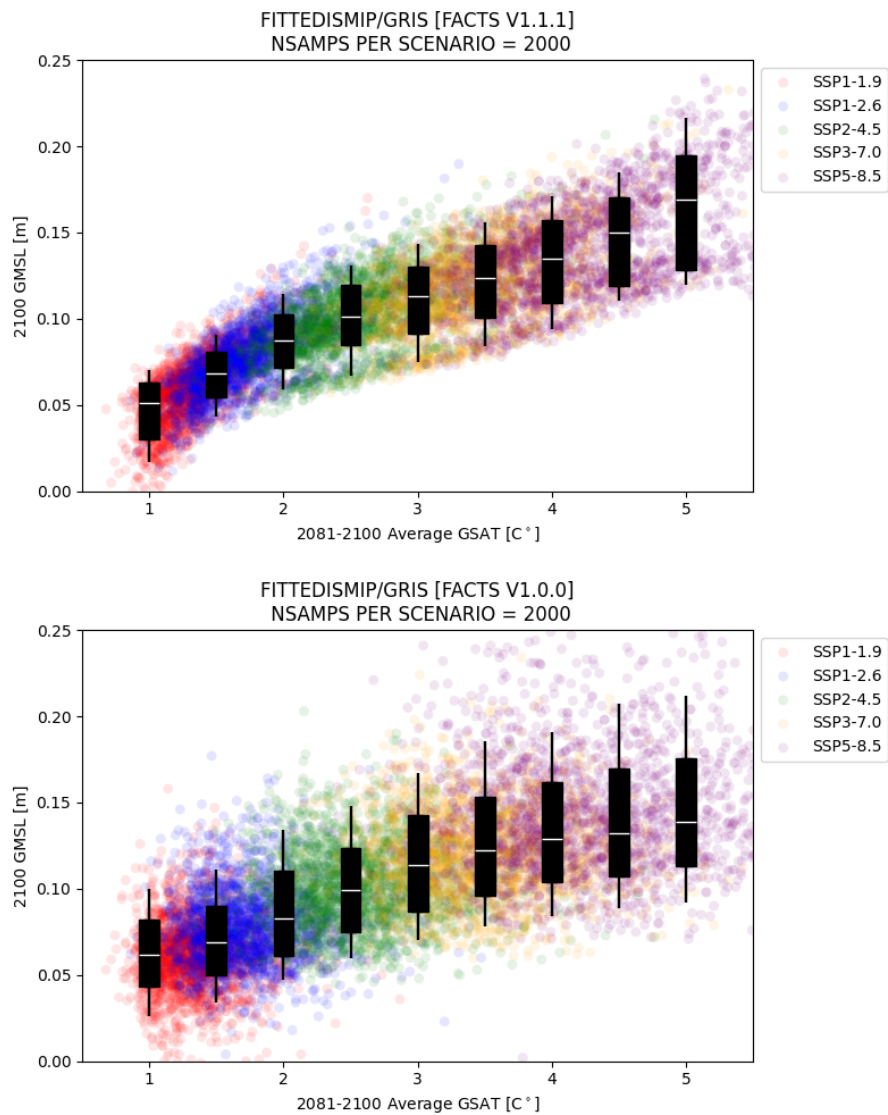 FITTEDISMIP/GRIS [FACTS V1.1.1]
NSAMPS PER SCENARIO = 2000
0.25
0.20
0.15
0.10
0.05
0.00
2100 GMSL [m]
1 2 3 4 5
2081-2100 Average GSAT [C°]
SSP1-1.9
SSP1-2.6
SSP2-4.5
SSP3-7.0
SSP5-8.5
FITTEDISMIP/GRIS [FACTS V1.0.0]
NSAMPS PER SCENARIO = 2000
0.25
0.20
0.15
0.10
0.05
0.00
2100 GMSL [m]
1 2 3 4 5
2081-2100 Average GSAT [C°]
SSP1-1.9
SSP1-2.6
SSP2-4.5
SSP3-7.0
SSP5-8.5